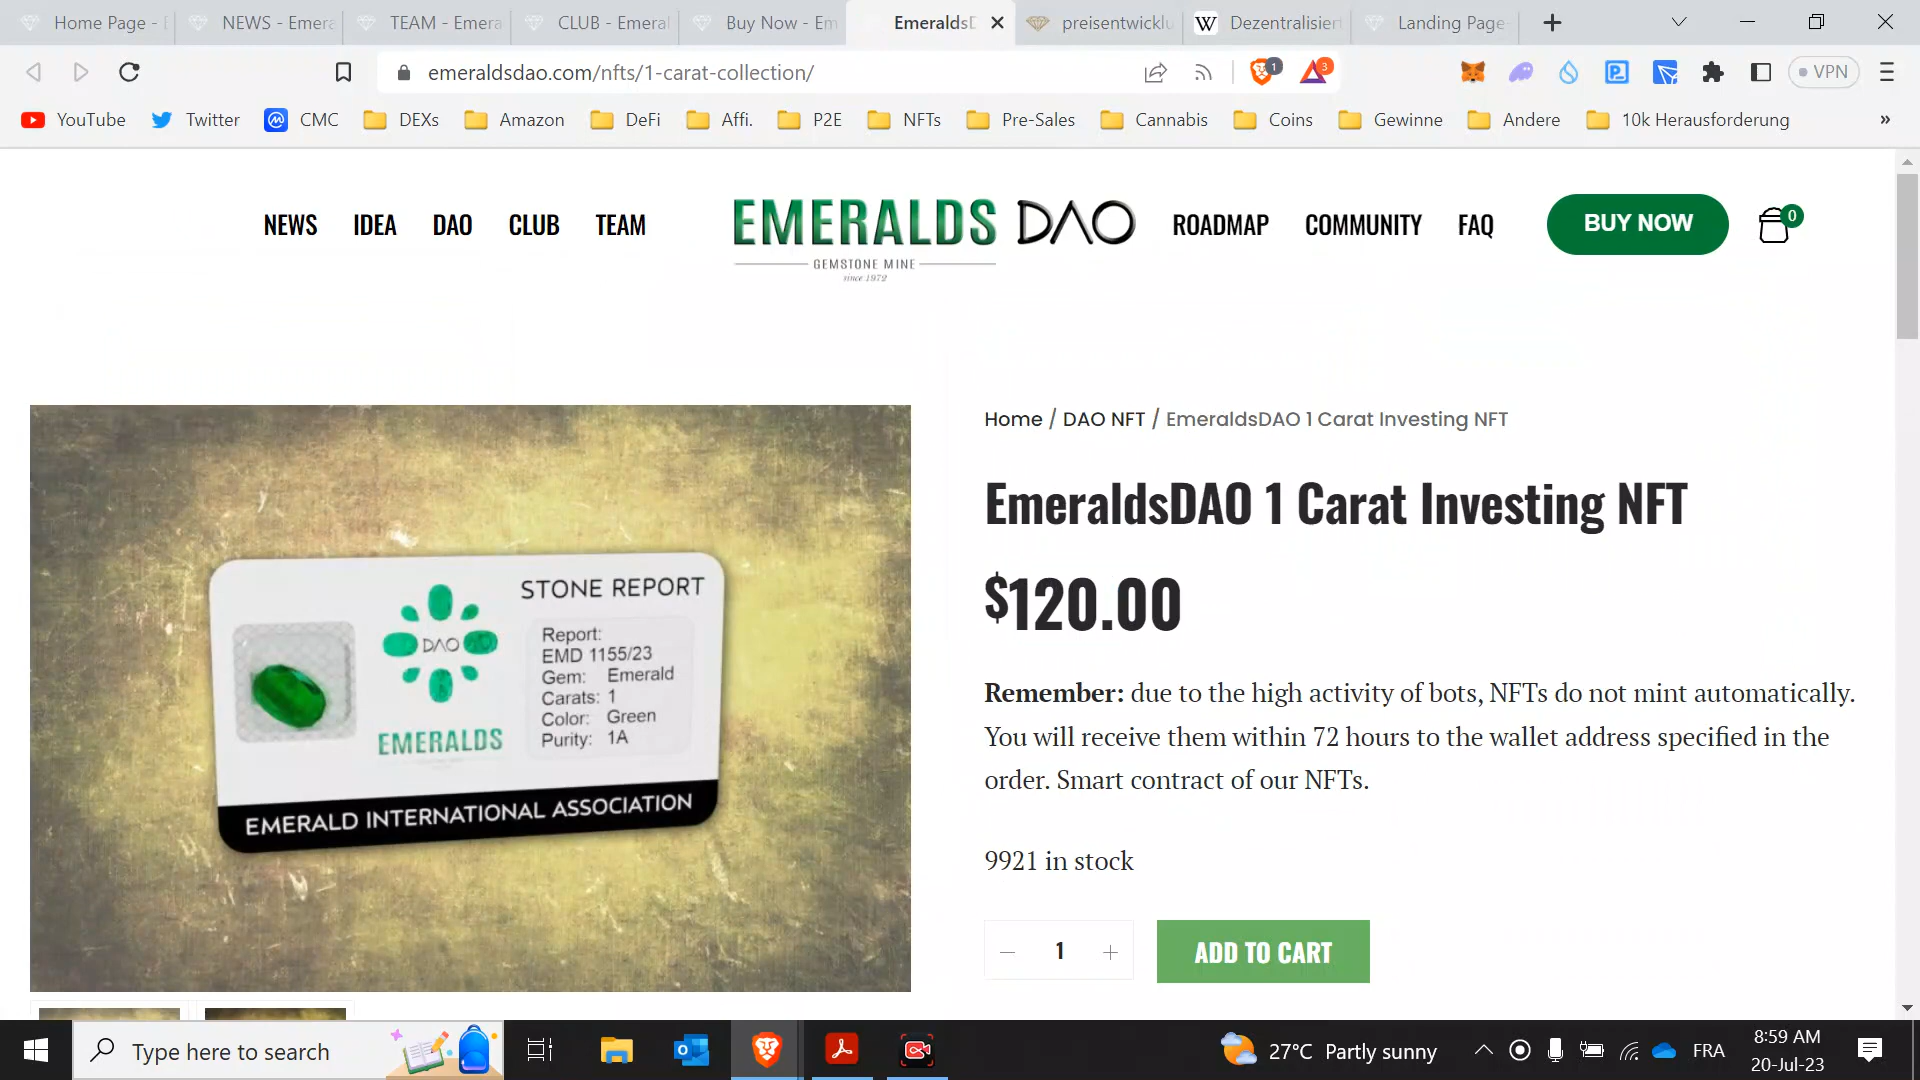 Home Page -
NEWS - Emera
TEAM - Emera
CLUB - Emeral
Buy Now - Em
EmeraldsD
preisentwicklu
Dezentralisier
Landing Page-
emeraldsdao.com/nfts/1-carat-collection/
1
3
VPN
YouTube
Twitter
CMC
DEXs
Amazon
DeFi
Affi.
P2E
NFTs
Pre-Sales
Cannabis
Coins
Gewinne
Andere
10k Herausforderung
»
NEWS
IDEA
DAO
CLUB
TEAM
EMERALDS DAO
GEMSTONE MINE
since 1972
ROADMAP
COMMUNITY
FAQ
BUY NOW
0
STONE REPORT
Report:
EMD 1155/23
Gem: Emerald
Carats: 1
Color: Green
Purity: 1A
DAO
EMERALDS
EMERALD INTERNATIONAL ASSOCIATION
Home / DAO NFT / EmeraldsDAO 1 Carat Investing NFT
EmeraldsDAO 1 Carat Investing NFT
$120.00
Remember: due to the high activity of bots, NFTs do not mint automatically.
You will receive them within 72 hours to the wallet address specified in the
order. Smart contract of our NFTs.
9921 in stock
1
ADD TO CART
Type here to search
27°C Partly sunny
FRA
8:59 AM
20-Jul-23